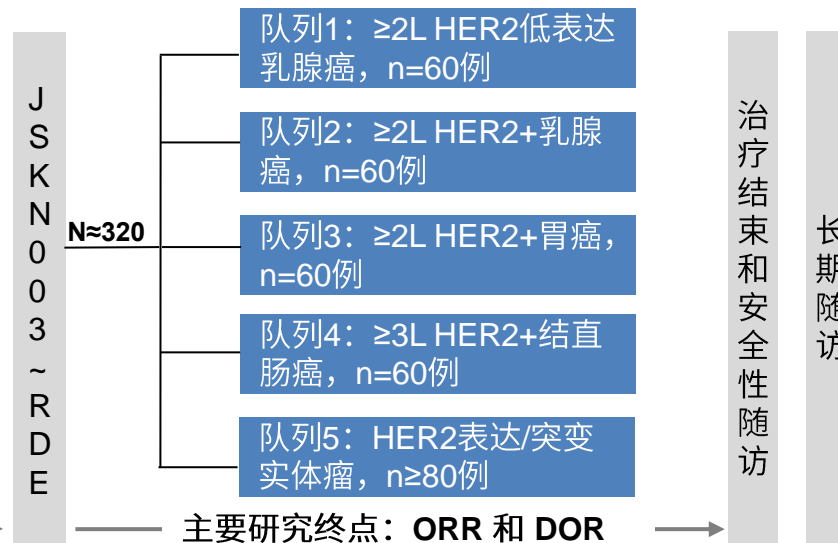 JSKN003~RDE
N≈320
队列1：≥2L HER2低表达
乳腺癌，n=60例
队列2：≥2L HER2+乳腺
癌，n=60例
队列3：≥2L HER2+胃癌，
n=60例
队列4：≥3L HER2+结直
肠癌，n=60例
队列5：HER2表达/突变
实体瘤，n≥80例
主要研究终点：ORR 和 DOR
治疗结束和安全性随访
长期随访